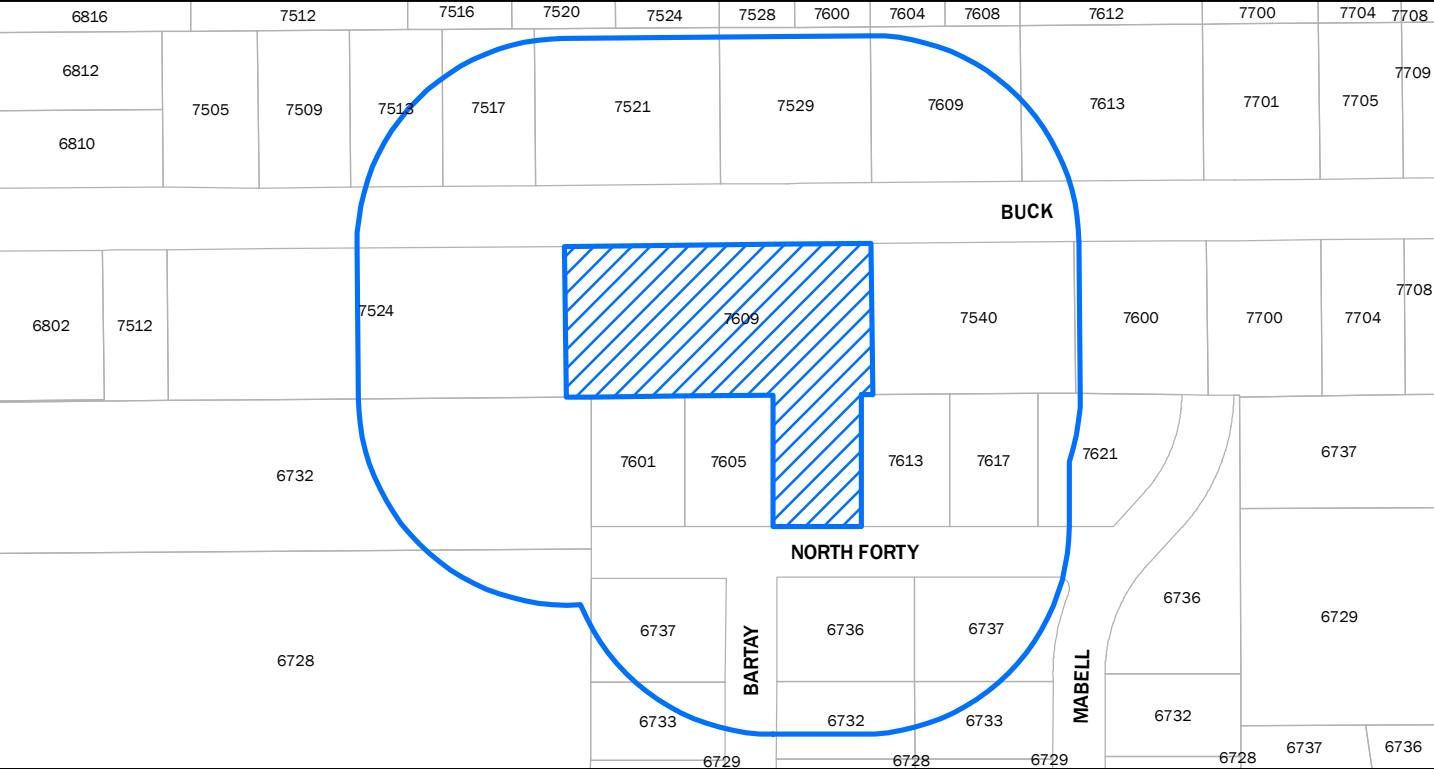 6816 7512 7516 7520 7524 7528 7600 7604 7608 7612 7700 7704 7708
6812 7505 7509 7513 7517 7521 7529 7609 7613 7701 7705 7709
6810
BUCK
6802 7512 7524 7609 7540 7600 7700 7704 7708
6732 7601 7605 7613 7617 7621 6737
NORTH FORTY
6728 6737 BARTAY 6736 6737 MABELL 6736 6729
6733 6732 6733 6732
6729 6728 6729 6728 6737 6736